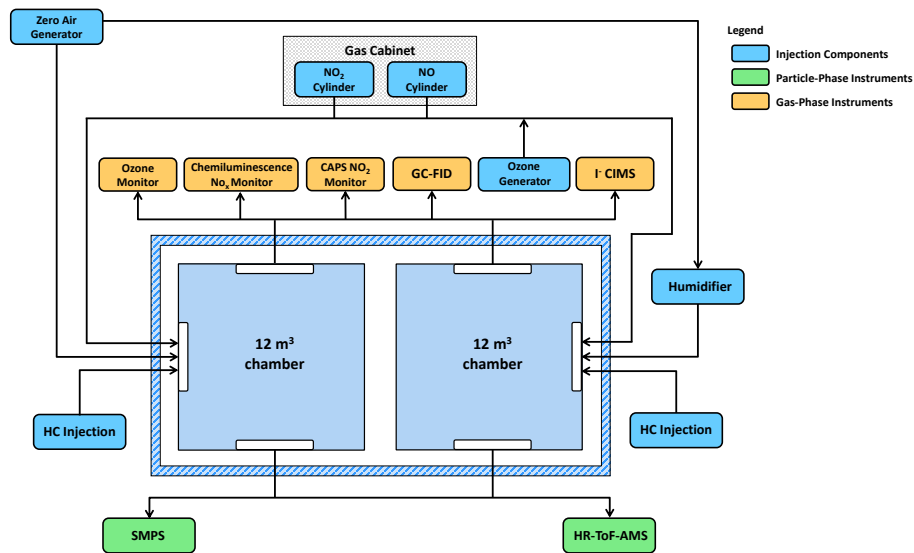 Zero Air
Generator
Gas Cabinet
NO₂
Cylinder
NO
Cylinder
Legend
Injection Components
Particle-Phase Instruments
Gas-Phase Instruments
Ozone
Monitor
Chemiluminescence
Noₓ Monitor
CAPS NO₂
Monitor
GC-FID
Ozone
Generator
I⁻ CIMS
12 m³
chamber
12 m³
chamber
Humidifier
HC Injection
HC Injection
SMPS
HR-ToF-AMS